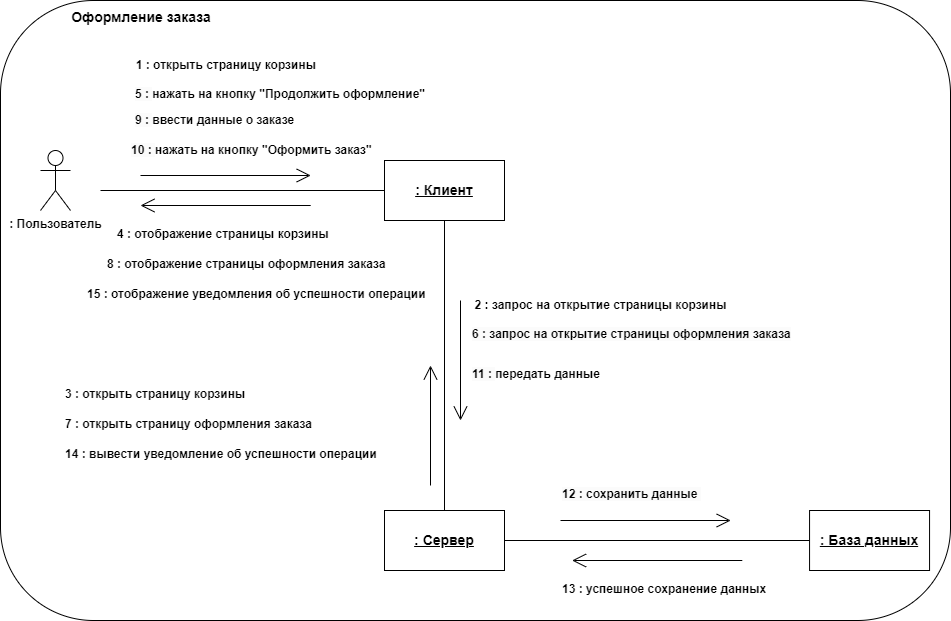 Оформление заказа
1 : открыть страницу корзины
5 : нажать на кнопку "Продолжить оформление"
9 : ввести данные о заказе
10 : нажать на кнопку "Оформить заказ"
: Клиент
: Пользователь
4 : отображение страницы корзины
8 : отображение страницы оформления заказа
15 : отображение уведомления об успешности операции
2 : запрос на открытие страницы корзины
6 : запрос на открытие страницы оформления заказа
11 : передать данные
3 : открыть страницу корзины
7 : открыть страницу оформления заказа
14 : вывести уведомление об успешности операции
12 : сохранить данные
: Сервер
: База данных
13 : успешное сохранение данных